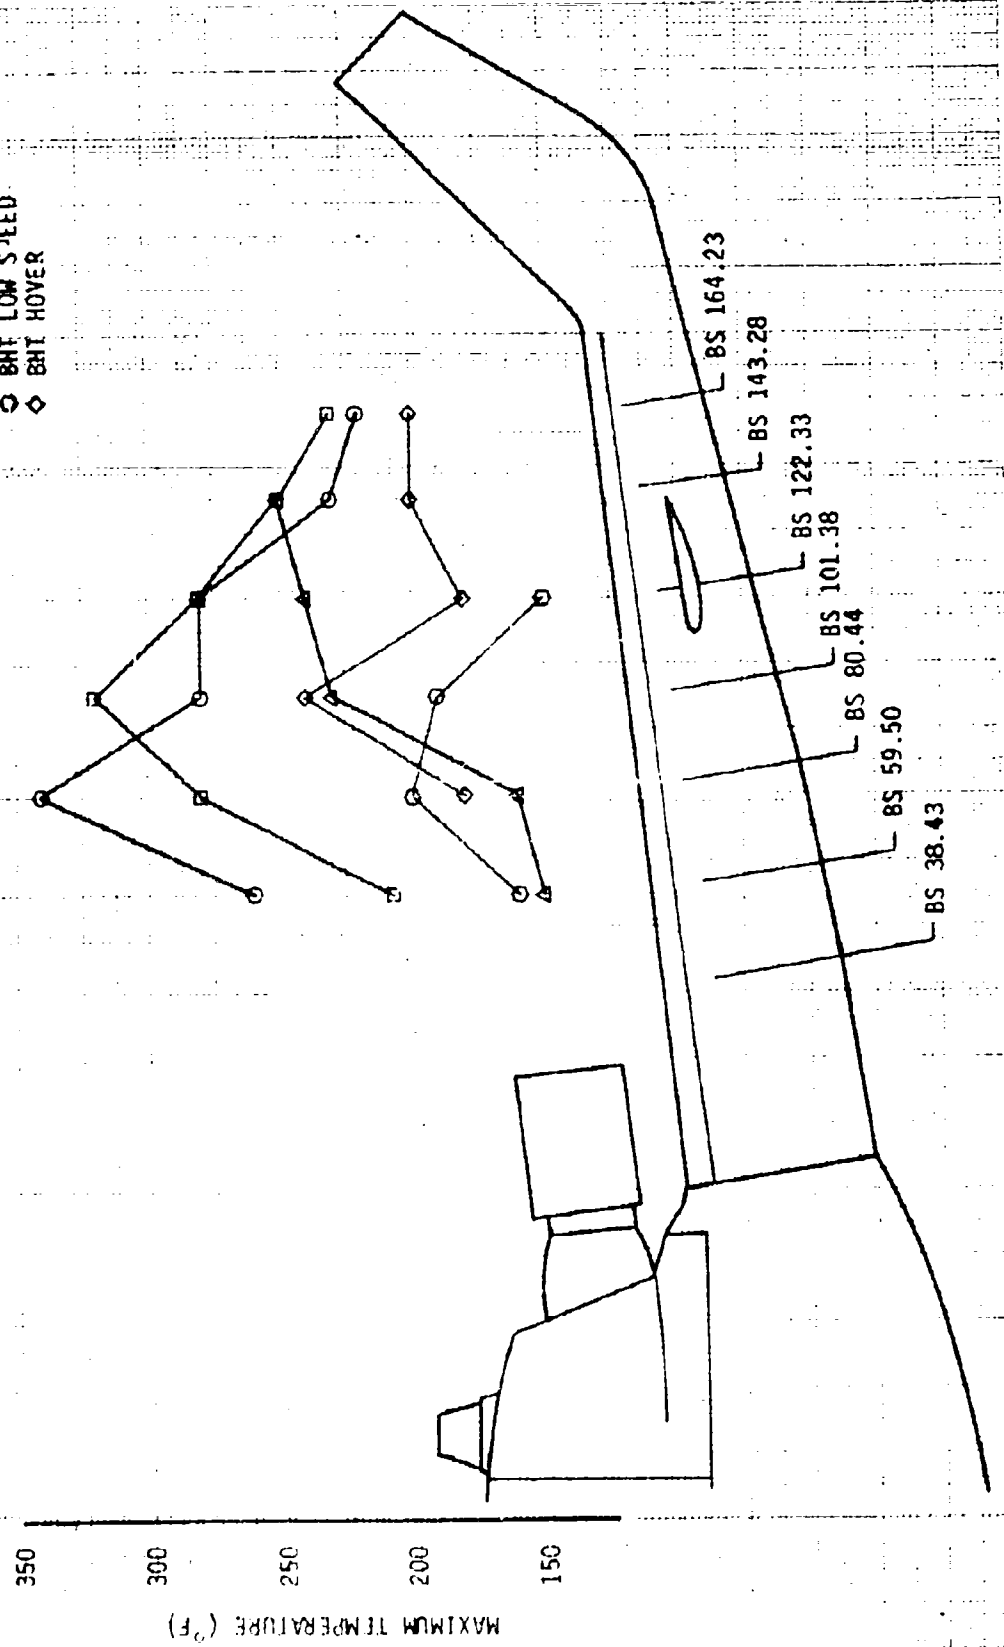 BHT LOW SPEED
BHT HOVER
350
300
250
200
150
MAXIMUM TEMPERATURE (°F)
BS 38.43
BS 59.50
BS 80.44
BS 101.38
BS 122.33
BS 143.28
BS 164.23